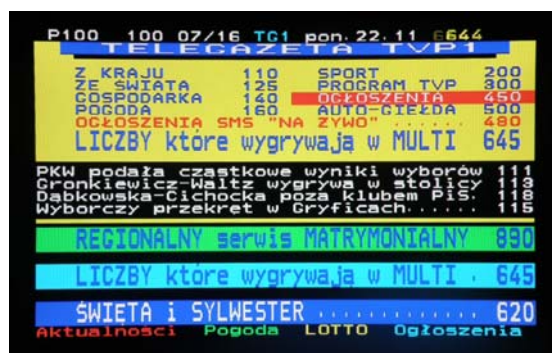 P100 100 07/16 TG1 pon.22.11 6644
TELEGAZETA TVP1
Z KRAJU 110 SPORT 200
ZE ŚWIATA 125 PROGRAM TVP 300
GOSPODARKA 140 OGŁOSZENIA 450
POGODA 160 AUTO-GIEŁDA 500
OGŁOSZENIA SMS "NA ŻYWO" ...... 480
LICZBY które wygrywają w MULTI 645
PKW podała cząstkowe wyniki wyborów 111
Gronkiewicz-Waltz wygrywa w stolicy 113
Dąbkowska-Cichocka poza klubem PiS. 118
Wyborczy przekręt w Gryficach...... 115
REGIONALNY serwis MATRYMONIALNY 890
LICZBY które wygrywają w MULTI . 645
ŚWIĘTA i SYLWESTER ............. 620
Aktualności Pogoda LOTTO Ogłoszenia